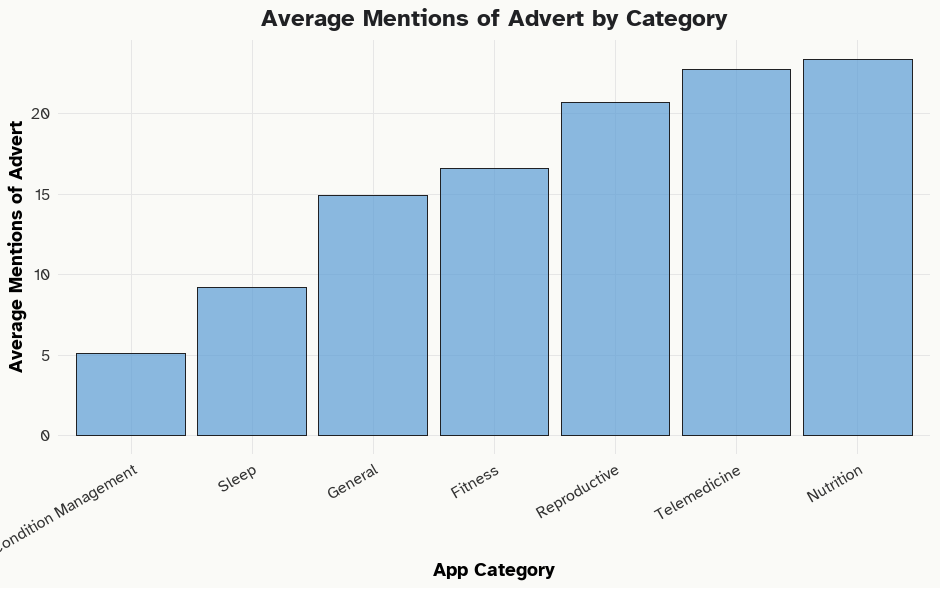 Average Mentions of Advert by Category
Average Mentions of Advert
20
15
10
5
0
ondition Management
Sleep
General
Fitness
Reproductive
Telemedicine
Nutrition
App Category